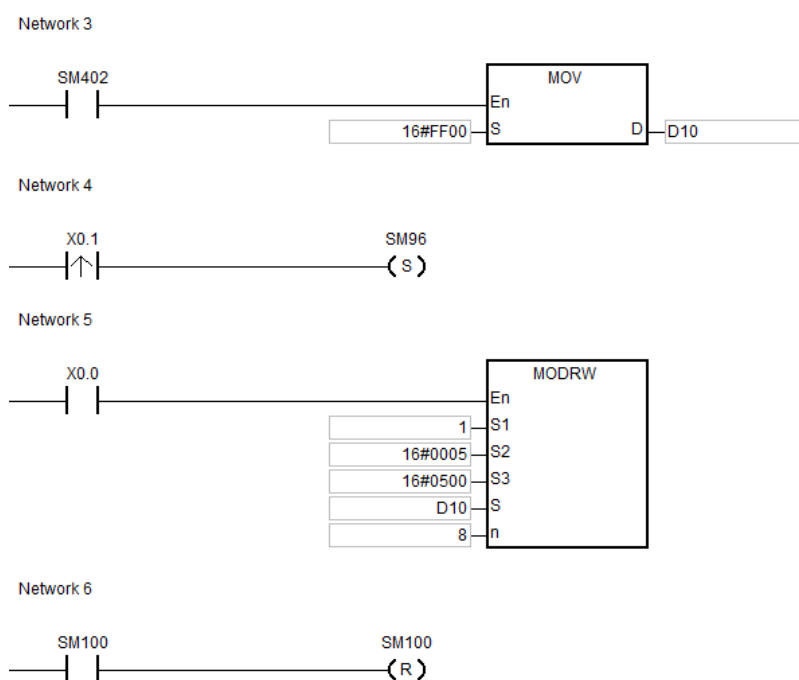 Network 3
SM402
MOV
En
16#FF00 S D D10
Network 4
X0.1 SM96
S
Network 5
X0.0 MODRW
En
1 S1
16#0005 S2
16#0500 S3
D10 S
8 n
Network 6
SM100 SM100
R